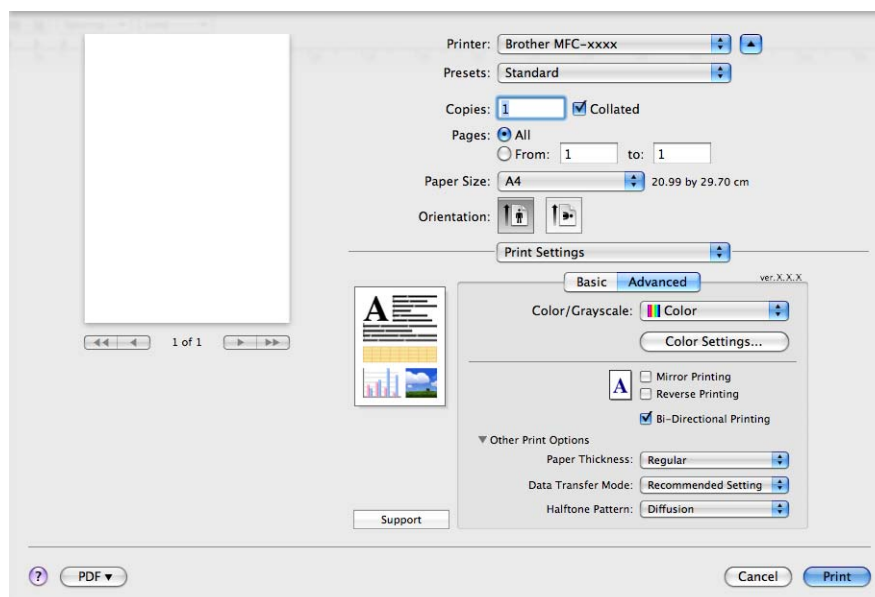 Printer: Brother MFC-xxxx
Presets: Standard
Copies: 1 Collated
Pages: All
From: 1 to: 1
Paper Size: A4 20.99 by 29.70 cm
Orientation:
Print Settings
Basic Advanced ver.X.X.X
Color/Grayscale: Color
Color Settings...
A
A
Mirror Printing
Reverse Printing
Bi-Directional Printing
Other Print Options
Paper Thickness: Regular
Data Transfer Mode: Recommended Setting
Halftone Pattern: Diffusion
1 of 1
Support
? PDF Cancel Print